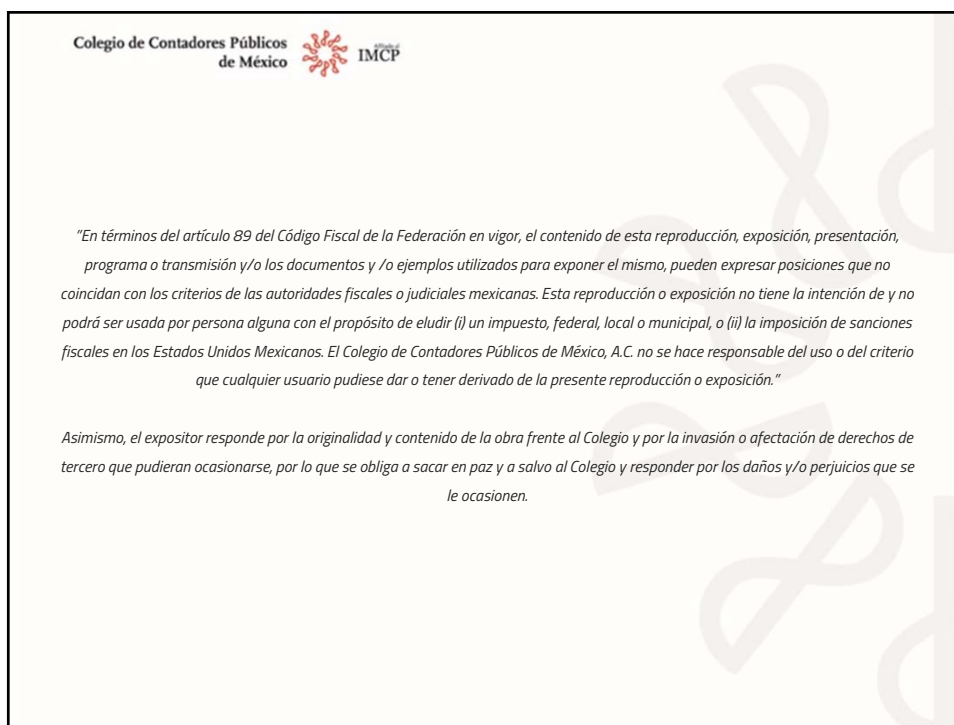 Colegio de Contadores Públicos
de México
Afiliado al
IMCP
"En términos del artículo 89 del Código Fiscal de la Federación en vigor, el contenido de esta reproducción, exposición, presentación,
programa o transmisión y/o los documentos y /o ejemplos utilizados para exponer el mismo, pueden expresar posiciones que no
coincidan con los criterios de las autoridades fiscales o judiciales mexicanas. Esta reproducción o exposición no tiene la intención de y no
podrá ser usada por persona alguna con el propósito de eludir (i) un impuesto, federal, local o municipal, o (ii) la imposición de sanciones
fiscales en los Estados Unidos Mexicanos. El Colegio de Contadores Públicos de México, A.C. no se hace responsable del uso o del criterio
que cualquier usuario pudiese dar o tener derivado de la presente reproducción o exposición."
Asimismo, el expositor responde por la originalidad y contenido de la obra frente al Colegio y por la invasión o afectación de derechos de
tercero que pudieran ocasionarse, por lo que se obliga a sacar en paz y a salvo al Colegio y responder por los daños y/o perjuicios que se
le ocasionen.